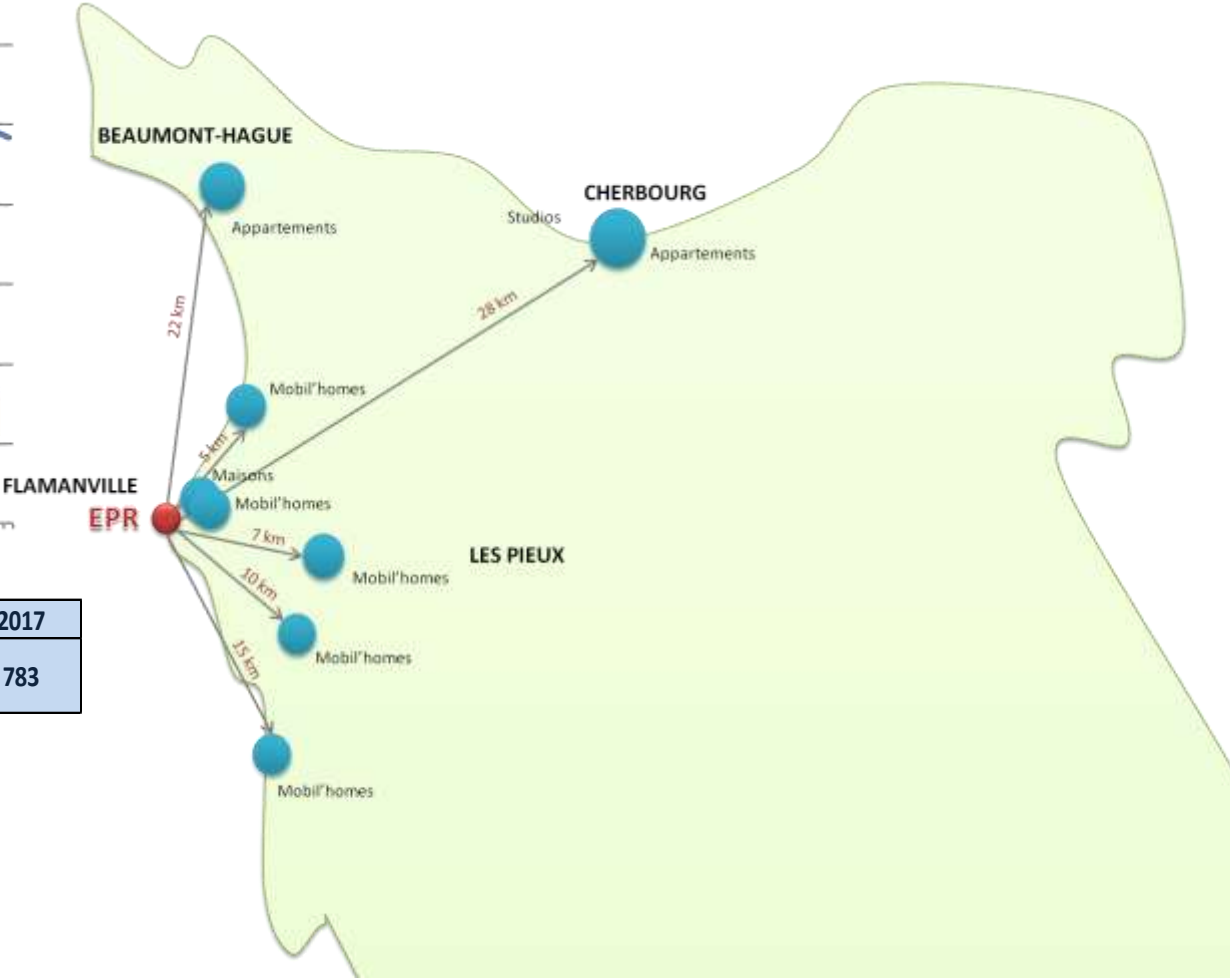 BEAUMONT-HAGUE
Appartements
CHERBOURG
Studios
Appartements
22 km
28 km
Mobil'homes
5 km
Maisons
FLAMANVILLE
EPR
Mobil'homes
7 km
LES PIEUX
Mobil'homes
10 km
Mobil'homes
15 km
Mobil'homes
2017
783